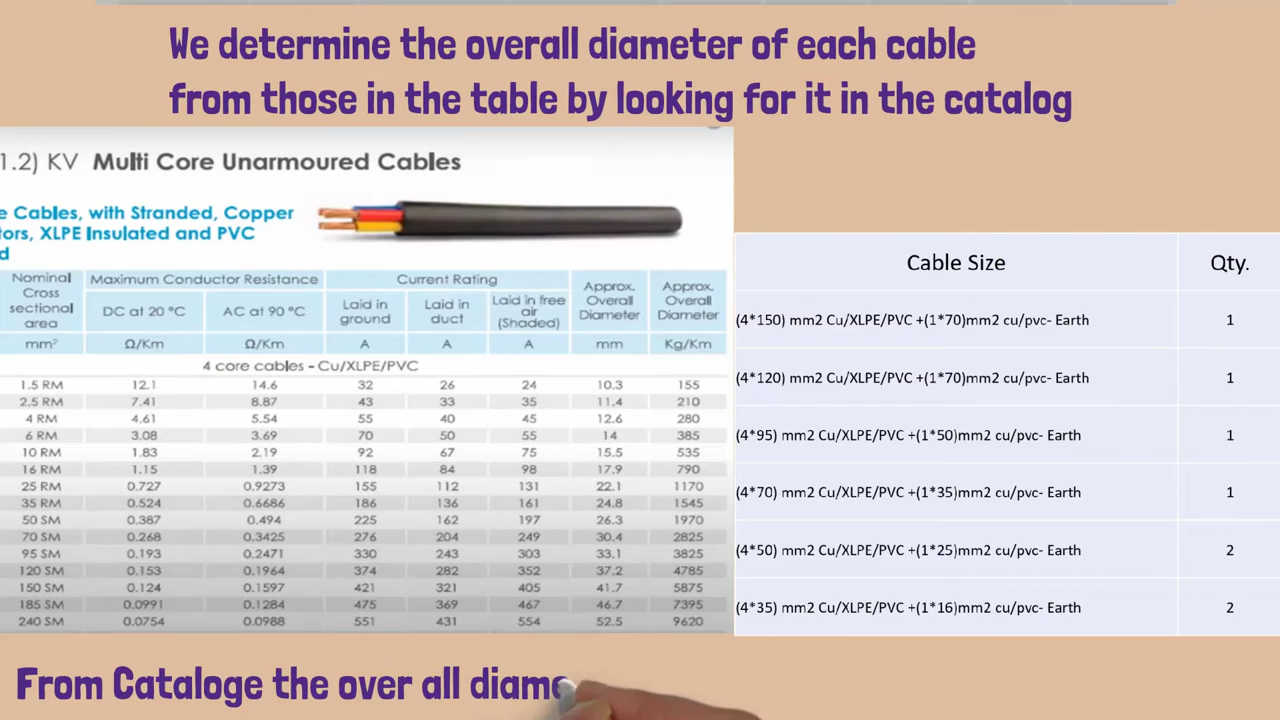 We determine the overall diameter of each cable
from those in the table by looking for it in the catalog
1.2) KV Multi Core Unarmoured Cables
e Cables, with Stranded, Copper
tors, XLPE Insulated and PVC
d
Nominal Cross sectional area Maximum Conductor Resistance Current Rating Approx. Overall Diameter Approx. Overall Diameter
DC at 20 °C AC at 90 °C Laid in ground Laid in duct Laid in free air (Shaded)
mm² Ω/Km Ω/Km A A A mm Kg/Km
4 core cables - Cu/XLPE/PVC
1.5 RM 12.1 14.6 32 26 24 10.3 155
2.5 RM 7.41 8.87 43 33 35 11.4 210
4 RM 4.61 5.54 55 40 45 12.6 280
6 RM 3.08 3.69 70 50 55 14 385
10 RM 1.83 2.19 92 67 75 15.5 535
16 RM 1.15 1.39 118 84 98 17.9 790
25 RM 0.727 0.9273 155 112 131 22.1 1170
35 RM 0.524 0.6686 186 136 161 24.8 1545
50 SM 0.387 0.494 225 162 197 26.3 1970
70 SM 0.268 0.3425 276 204 249 30.4 2825
95 SM 0.193 0.2471 330 243 303 33.1 3825
120 SM 0.153 0.1964 374 282 352 37.2 4785
150 SM 0.124 0.1597 421 321 405 41.7 5875
185 SM 0.0991 0.1284 475 369 467 46.7 7395
240 SM 0.0754 0.0988 551 431 554 52.5 9620
Cable Size Qty.
(4*150) mm2 Cu/XLPE/PVC +(1*70)mm2 cu/pvc- Earth 1
(4*120) mm2 Cu/XLPE/PVC +(1*70)mm2 cu/pvc- Earth 1
(4*95) mm2 Cu/XLPE/PVC +(1*50)mm2 cu/pvc- Earth 1
(4*70) mm2 Cu/XLPE/PVC +(1*35)mm2 cu/pvc- Earth 1
(4*50) mm2 Cu/XLPE/PVC +(1*25)mm2 cu/pvc- Earth 2
(4*35) mm2 Cu/XLPE/PVC +(1*16)mm2 cu/pvc- Earth 2
From Cataloge the over all diame